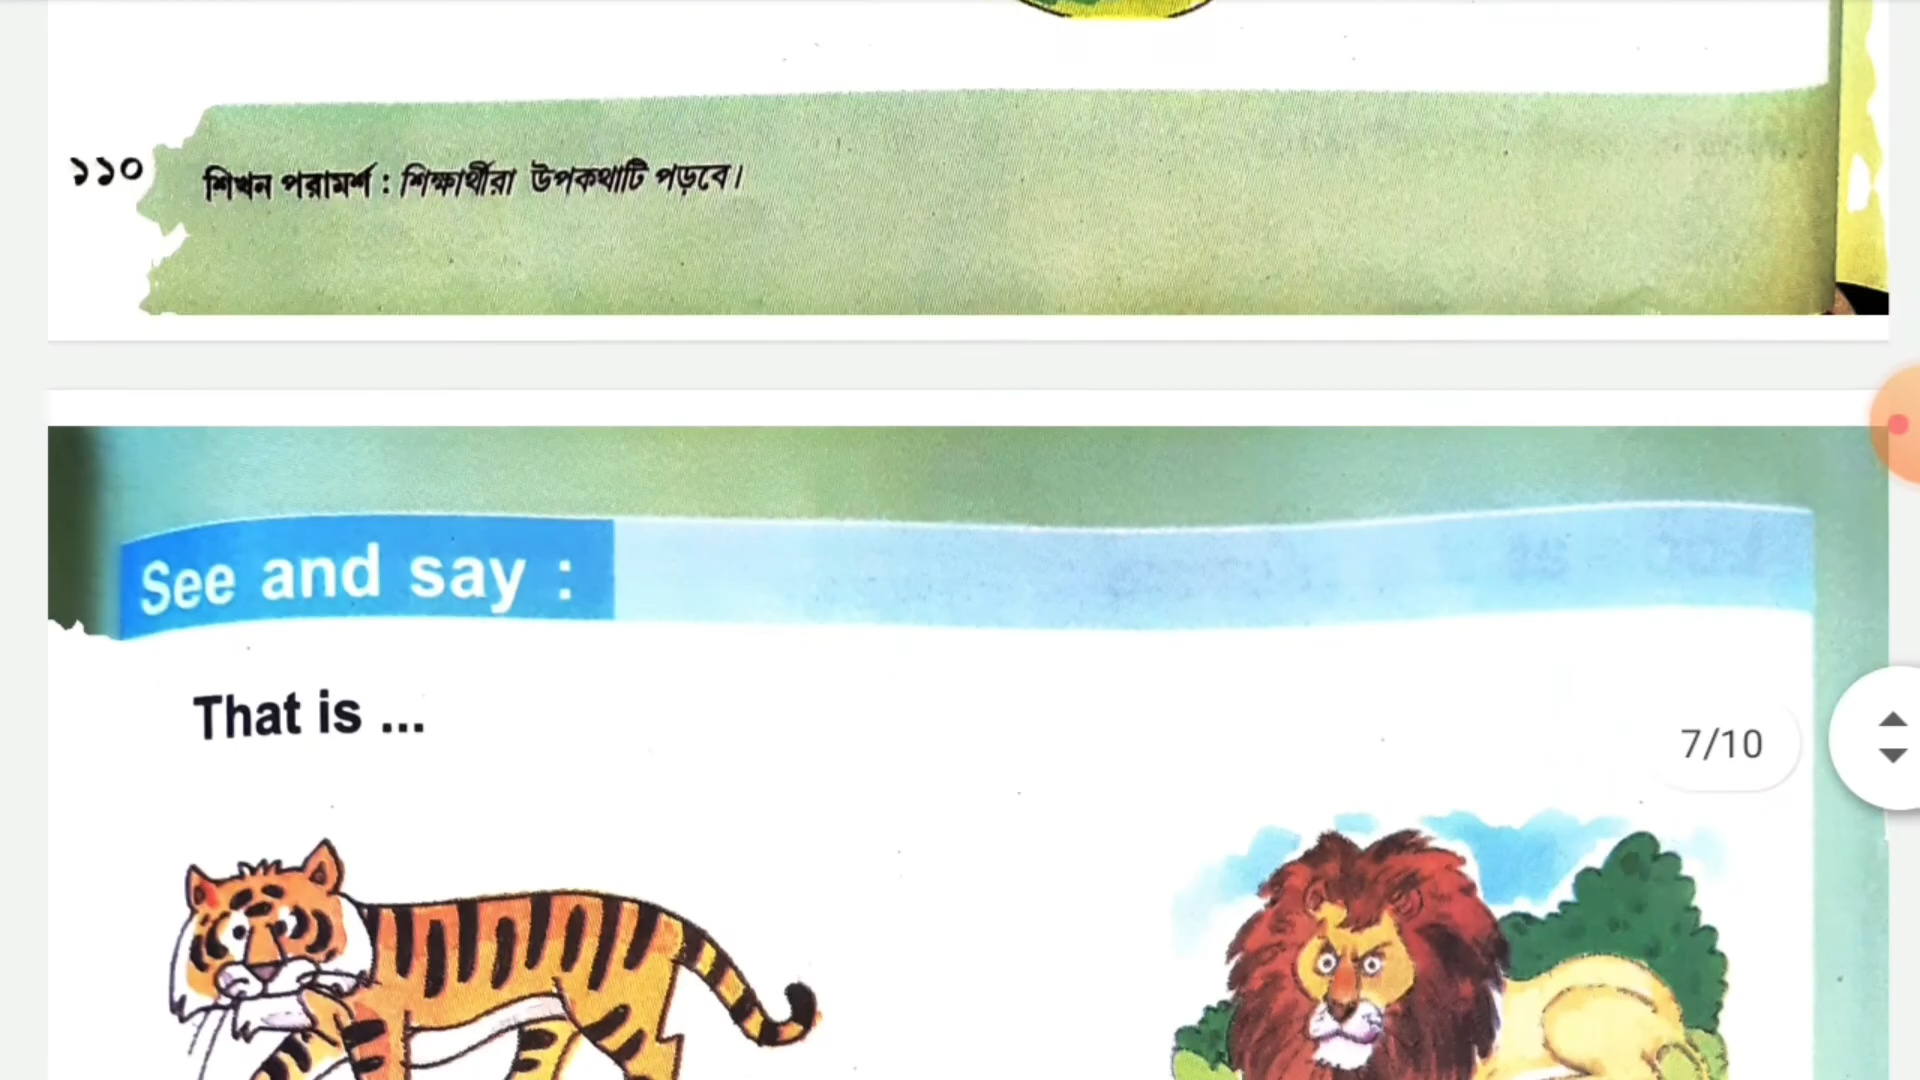 ১১০
শিখন পরামর্শ : শিক্ষার্থীরা উপকথাটি পড়বে।
See and say :
That is ...
7/10